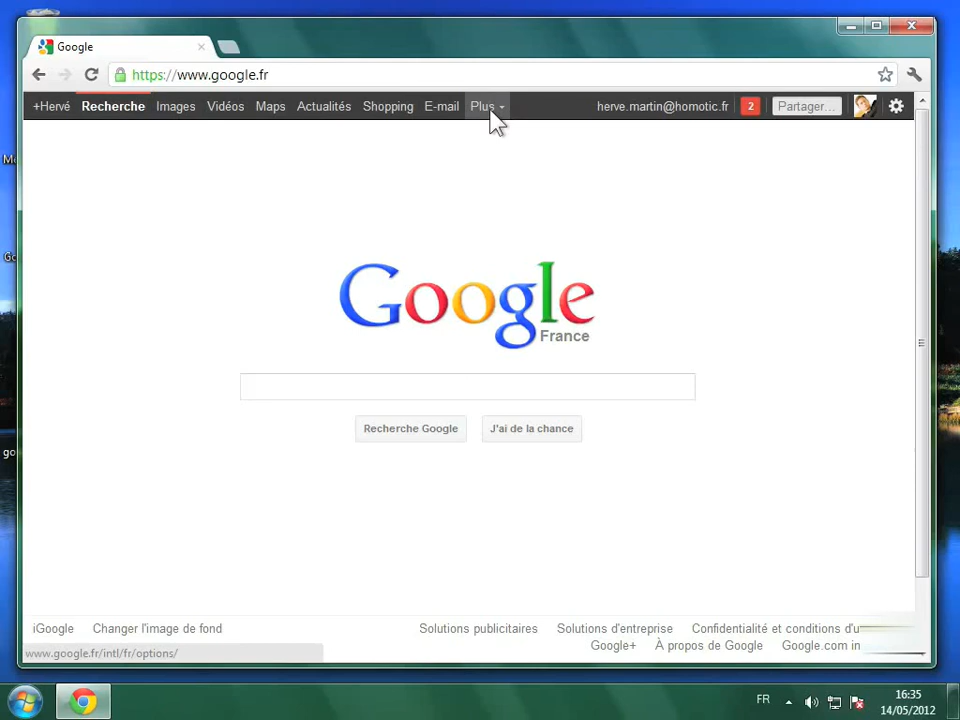 Google
https://www.google.fr
+Hervé Recherche Images Vidéos Maps Actualités Shopping E-mail Plus herve.martin@homotic.fr 2 Partager...
Google
France
Recherche Google J'ai de la chance
iGoogle Changer l'image de fond Solutions publicitaires Solutions d'entreprise Confidentialité et conditions d'u
Google+ À propos de Google Google.com in
www.google.fr/intl/fr/options/
FR 16:35
14/05/2012